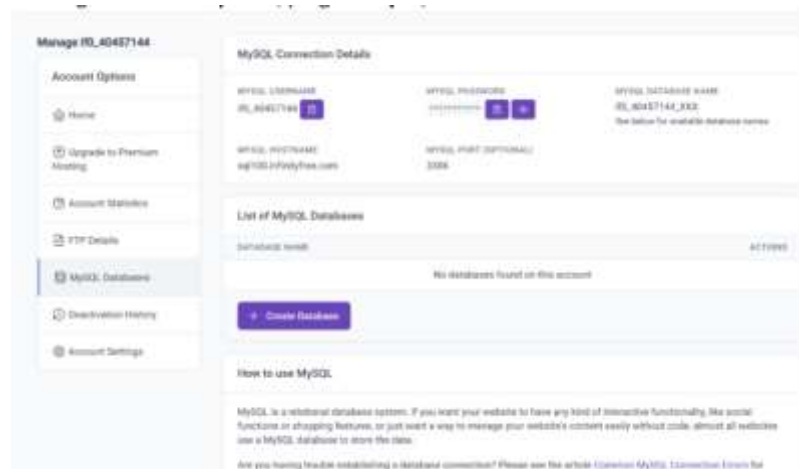 Manage if0_40457144
Account Options
Home
Upgrade to Premium
Hosting
Account Statistics
FTP Details
MySQL Databases
Deactivation History
Account Settings
MySQL Connection Details
MYSQL USERNAME
if0_40457144
MYSQL PASSWORD
MYSQL DATABASE NAME
if0_40457144_XXX
See below for available database names
MYSQL HOSTNAME
sql100.infinityfree.com
MYSQL PORT (OPTIONAL)
3306
List of MySQL Databases
DATABASE NAME
ACTIONS
No databases found on this account
+ Create Database
How to use MySQL
MySQL is a relational database system. If you want your website to have any kind of interactive functionality, like social
functions or shopping features, or just want a way to manage your website's content easily without code, almost all websites
use a MySQL database to store the data.
Are you having trouble establishing a database connection? Please see the article Common MySQL Connection Errors for